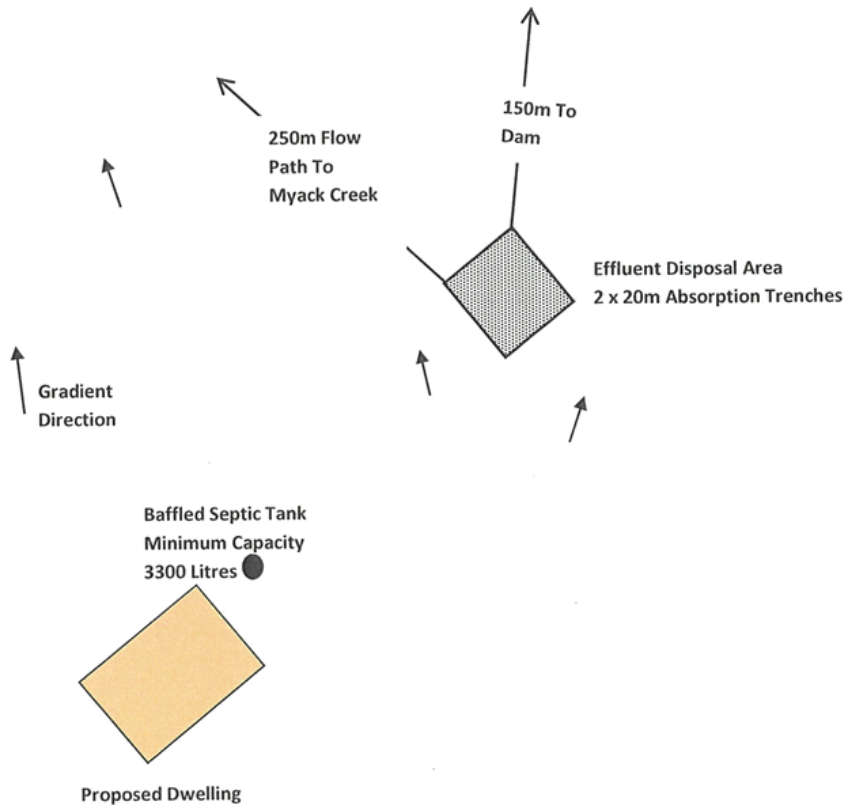 150m To
Dam
250m Flow
Path To
Myack Creek
Effluent Disposal Area
2 x 20m Absorption Trenches
Gradient
Direction
Baffled Septic Tank
Minimum Capacity
3300 Litres
Proposed Dwelling